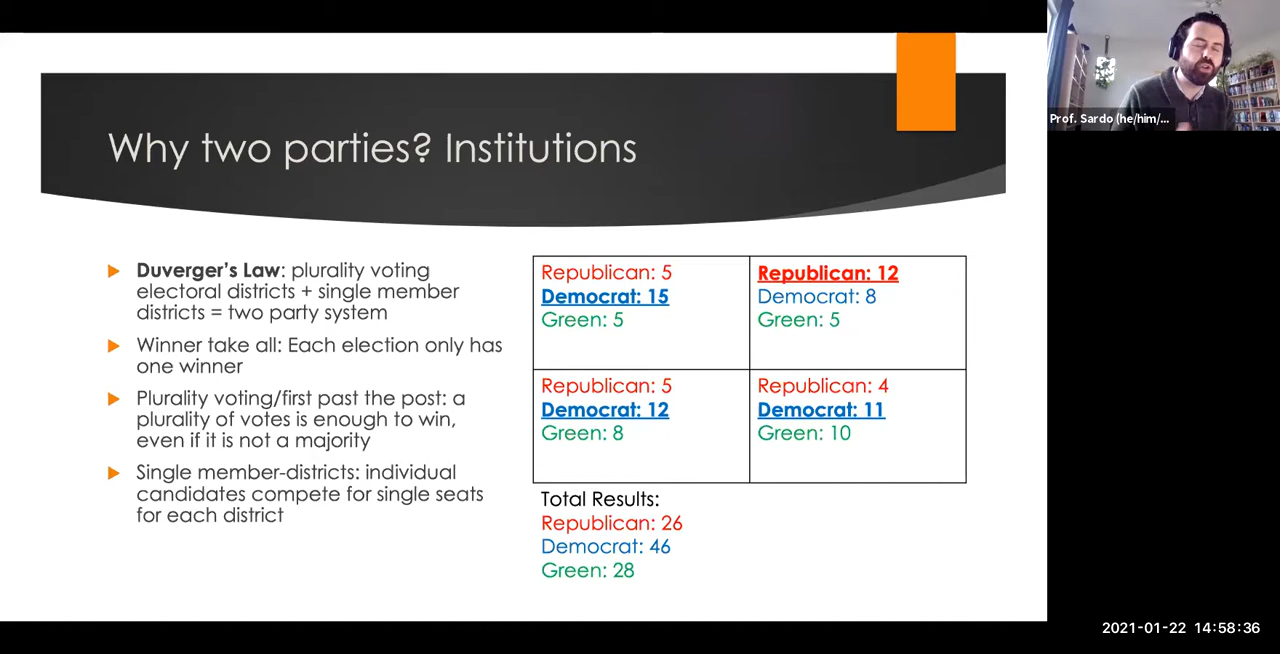 Why two parties? Institutions
Duverger's Law: plurality voting
electoral districts + single member
districts = two party system
Winner take all: Each election only has
one winner
Plurality voting/first past the post: a
plurality of votes is enough to win,
even if it is not a majority
Single member-districts: individual
candidates compete for single seats
for each district
Republican: 5
Democrat: 15
Green: 5
Republican: 12
Democrat: 8
Green: 5
Republican: 5
Democrat: 12
Green: 8
Republican: 4
Democrat: 11
Green: 10
Total Results:
Republican: 26
Democrat: 46
Green: 28
Prof. Sardo (he/him/...
2021-01-22 14:58:36